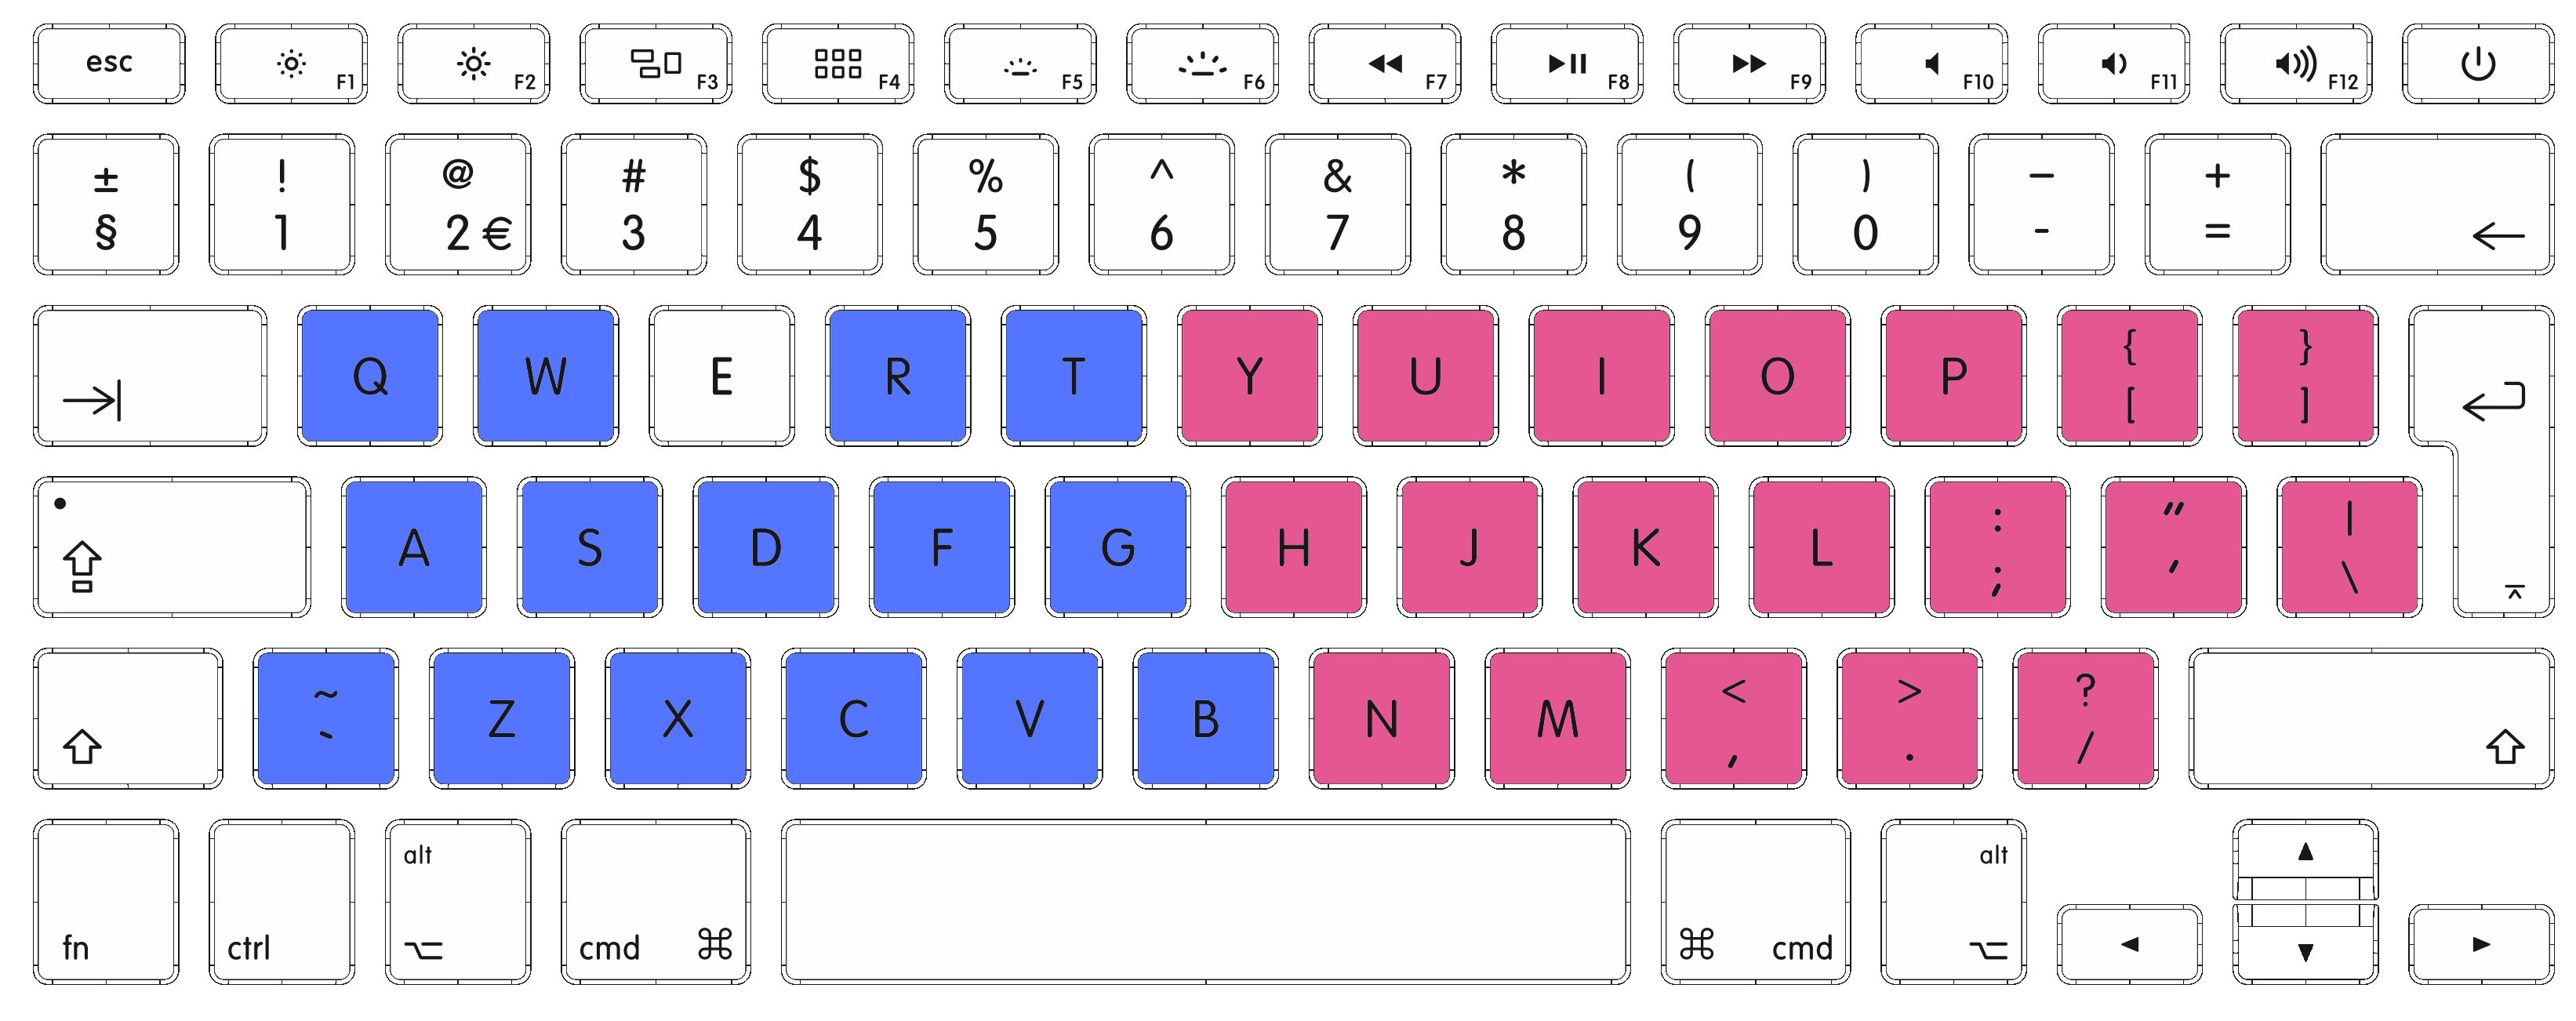 esc F1 F2 F3 F4 F5 F6 F7 F8 F9 F10 F11 F12
± ! @ # $ % ^ & * ( ) – +
§ 1 2 € 3 4 5 6 7 8 9 0 - =
Q W E R T Y U I O P { }
[ ]
A S D F G H J K L : " |
; ' \
~ Z X C V B N M < > ?
` , . /
alt alt
fn ctrl cmd ⌘ ⌘ cmd